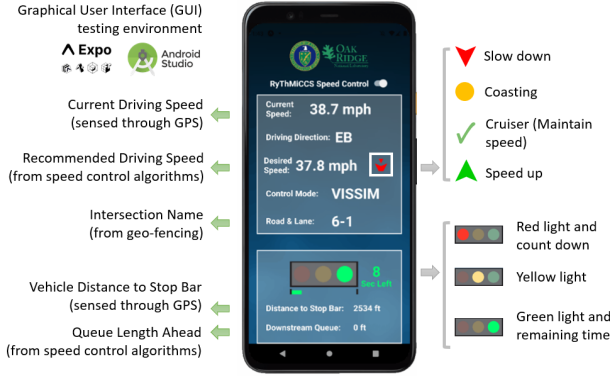 Graphical User Interface (GUI)
testing environment
Expo
Android
Studio
Current Driving Speed
(sensed through GPS)
Recommended Driving Speed
(from speed control algorithms)
Intersection Name
(from geo-fencing)
Vehicle Distance to Stop Bar
(sensed through GPS)
Queue Length Ahead
(from speed control algorithms)
OAK
RIDGE
National Laboratory
RyThMiCCS Speed Control
Current
Speed: 38.7 mph
Driving Direction: EB
Desired
Speed: 37.8 mph
Control Mode: VISSIM
Road & Lane: 6-1
8
Sec Left
Distance to Stop Bar: 2534 ft
Downstream Queue: 0 ft
Slow down
Coasting
Cruiser (Maintain
speed)
Speed up
Red light and
count down
Yellow light
Green light and
remaining time